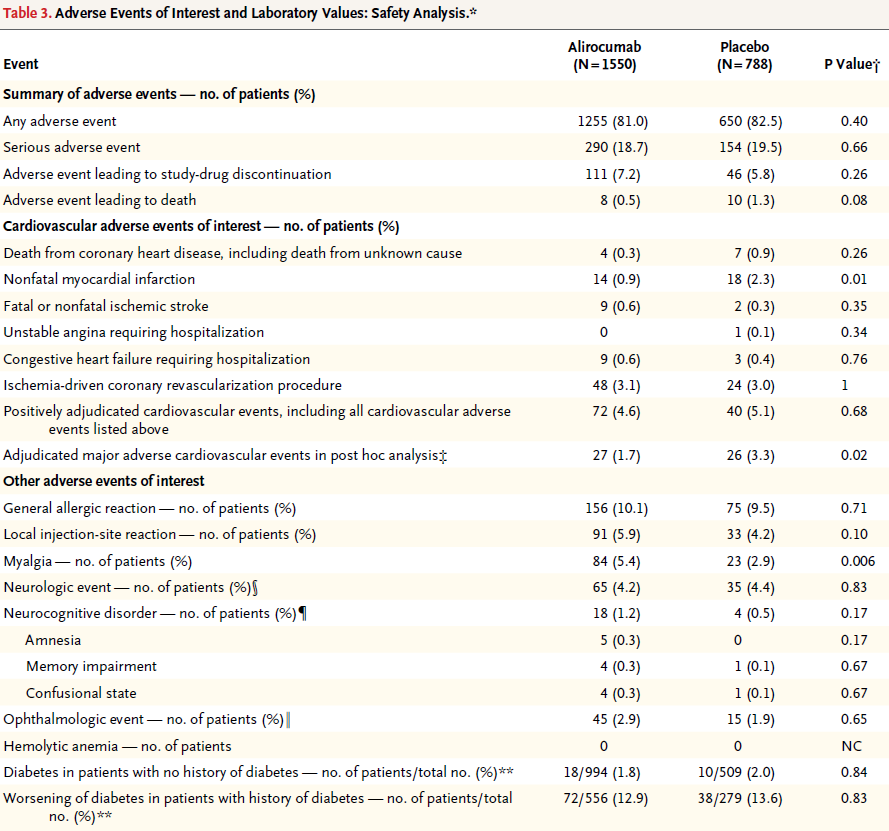 Table 3. Adverse Events of Interest and Laboratory Values: Safety Analysis.*
Event Alirocumab (N=1550) Placebo (N=788) P Value†
Summary of adverse events — no. of patients (%)
Any adverse event 1255 (81.0) 650 (82.5) 0.40
Serious adverse event 290 (18.7) 154 (19.5) 0.66
Adverse event leading to study-drug discontinuation 111 (7.2) 46 (5.8) 0.26
Adverse event leading to death 8 (0.5) 10 (1.3) 0.08
Cardiovascular adverse events of interest — no. of patients (%)
Death from coronary heart disease, including death from unknown cause 4 (0.3) 7 (0.9) 0.26
Nonfatal myocardial infarction 14 (0.9) 18 (2.3) 0.01
Fatal or nonfatal ischemic stroke 9 (0.6) 2 (0.3) 0.35
Unstable angina requiring hospitalization 0 1 (0.1) 0.34
Congestive heart failure requiring hospitalization 9 (0.6) 3 (0.4) 0.76
Ischemia-driven coronary revascularization procedure 48 (3.1) 24 (3.0) 1
Positively adjudicated cardiovascular events, including all cardiovascular adverse 72 (4.6) 40 (5.1) 0.68
events listed above
Adjudicated major adverse cardiovascular events in post hoc analysis‡ 27 (1.7) 26 (3.3) 0.02
Other adverse events of interest
General allergic reaction — no. of patients (%) 156 (10.1) 75 (9.5) 0.71
Local injection-site reaction — no. of patients (%) 91 (5.9) 33 (4.2) 0.10
Myalgia — no. of patients (%) 84 (5.4) 23 (2.9) 0.006
Neurologic event — no. of patients (%)§ 65 (4.2) 35 (4.4) 0.83
Neurocognitive disorder — no. of patients (%)¶ 18 (1.2) 4 (0.5) 0.17
Amnesia 5 (0.3) 0 0.17
Memory impairment 4 (0.3) 1 (0.1) 0.67
Confusional state 4 (0.3) 1 (0.1) 0.67
Ophthalmologic event — no. of patients (%)‖ 45 (2.9) 15 (1.9) 0.65
Hemolytic anemia — no. of patients 0 0 NC
Diabetes in patients with no history of diabetes — no. of patients/total no. (%)** 18/994 (1.8) 10/509 (2.0) 0.84
Worsening of diabetes in patients with history of diabetes — no. of patients/total 72/556 (12.9) 38/279 (13.6) 0.83
no. (%)**